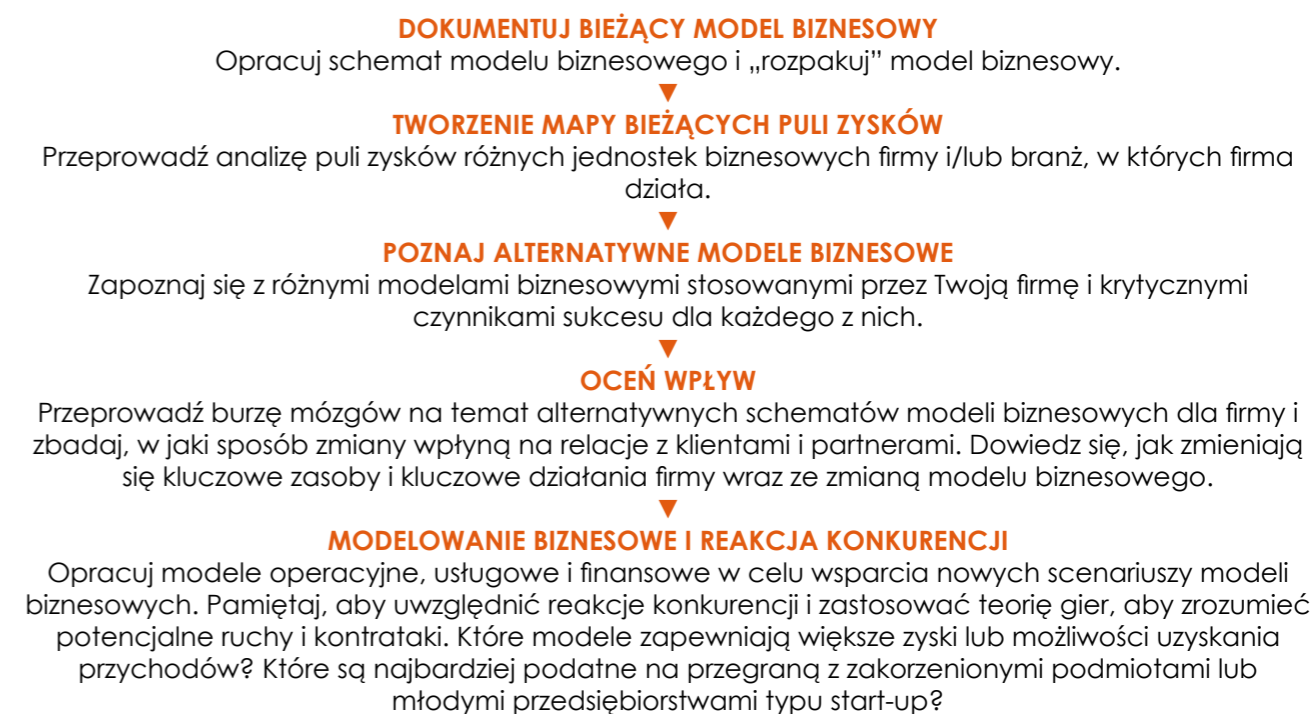 DOKUMENTUJ BIEŻĄCY MODEL BIZNESOWY
Opracuj schemat modelu biznesowego i „rozpakuj” model biznesowy.
▼
TWORZENIE MAPY BIEŻĄCYCH PULI ZYSKÓW
Przeprowadź analizę puli zysków różnych jednostek biznesowych firmy i/lub branż, w których firma
działa.
▼
POZNAJ ALTERNATYWNE MODELE BIZNESOWE
Zapoznaj się z różnymi modelami biznesowymi stosowanymi przez Twoją firmę i krytycznymi
czynnikami sukcesu dla każdego z nich.
▼
OCEŃ WPŁYW
Przeprowadź burzę mózgów na temat alternatywnych schematów modeli biznesowych dla firmy i
zbadaj, w jaki sposób zmiany wpłyną na relacje z klientami i partnerami. Dowiedz się, jak zmieniają
się kluczowe zasoby i kluczowe działania firmy wraz ze zmianą modelu biznesowego.
▼
MODELOWANIE BIZNESOWE I REAKCJA KONKURENCJI
Opracuj modele operacyjne, usługowe i finansowe w celu wsparcia nowych scenariuszy modeli
biznesowych. Pamiętaj, aby uwzględnić reakcje konkurencji i zastosować teorię gier, aby zrozumieć
potencjalne ruchy i kontrataki. Które modele zapewniają większe zyski lub możliwości uzyskania
przychodów? Które są najbardziej podatne na przegraną z zakorzenionymi podmiotami lub
młodymi przedsiębiorstwami typu start-up?